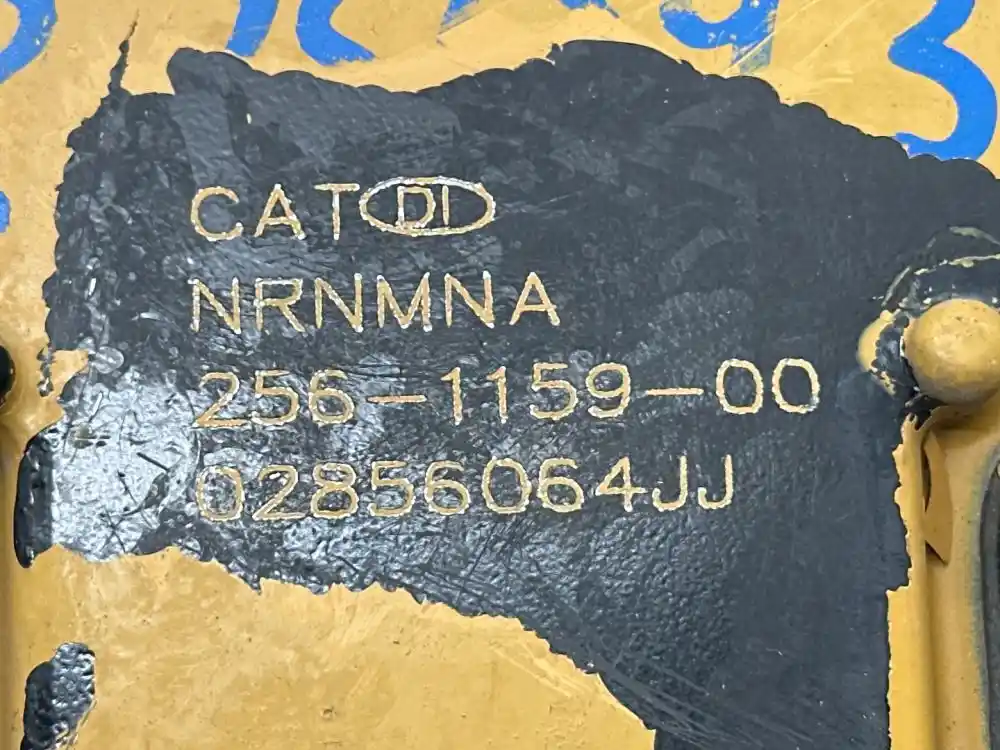 CAT DI
NRNMNA
256-1159-00
02856064JJ